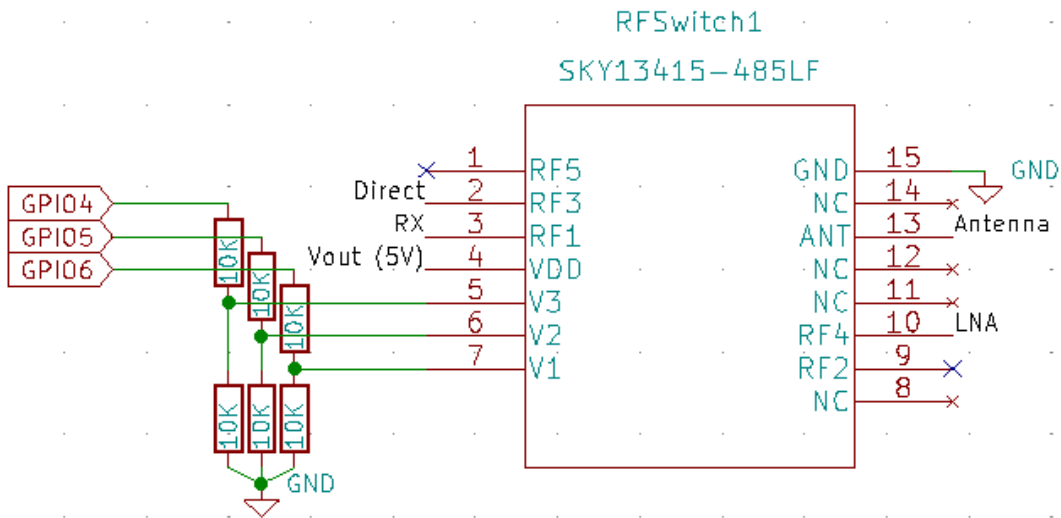 RFSwitch1
SKY13415-485LF
1 RF5
Direct 2 RF3
RX 3 RF1
Vout (5V) 4 VDD
5 V3
6 V2
7 V1
GND 15 GND
NC 14
ANT 13 Antenna
NC 12
NC 11
RF4 10 LNA
RF2 9
NC 8
GPIO4
GPIO5
GPIO6
10K
10K
10K
10K
10K
10K
GND